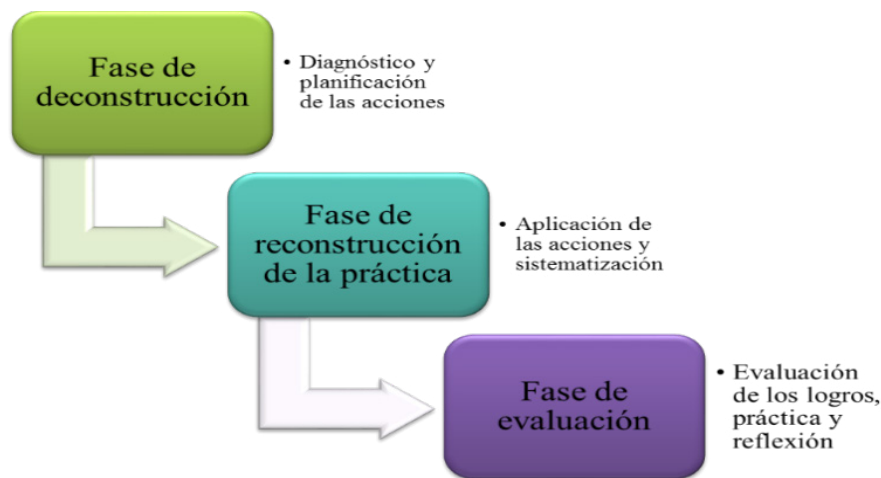 Fase de
deconstrucción
• Diagnóstico y
planificación
de las acciones
Fase de
reconstrucción
de la práctica
• Aplicación de
las acciones y
sistematización
Fase de
evaluación
• Evaluación
de los logros,
práctica y
reflexión